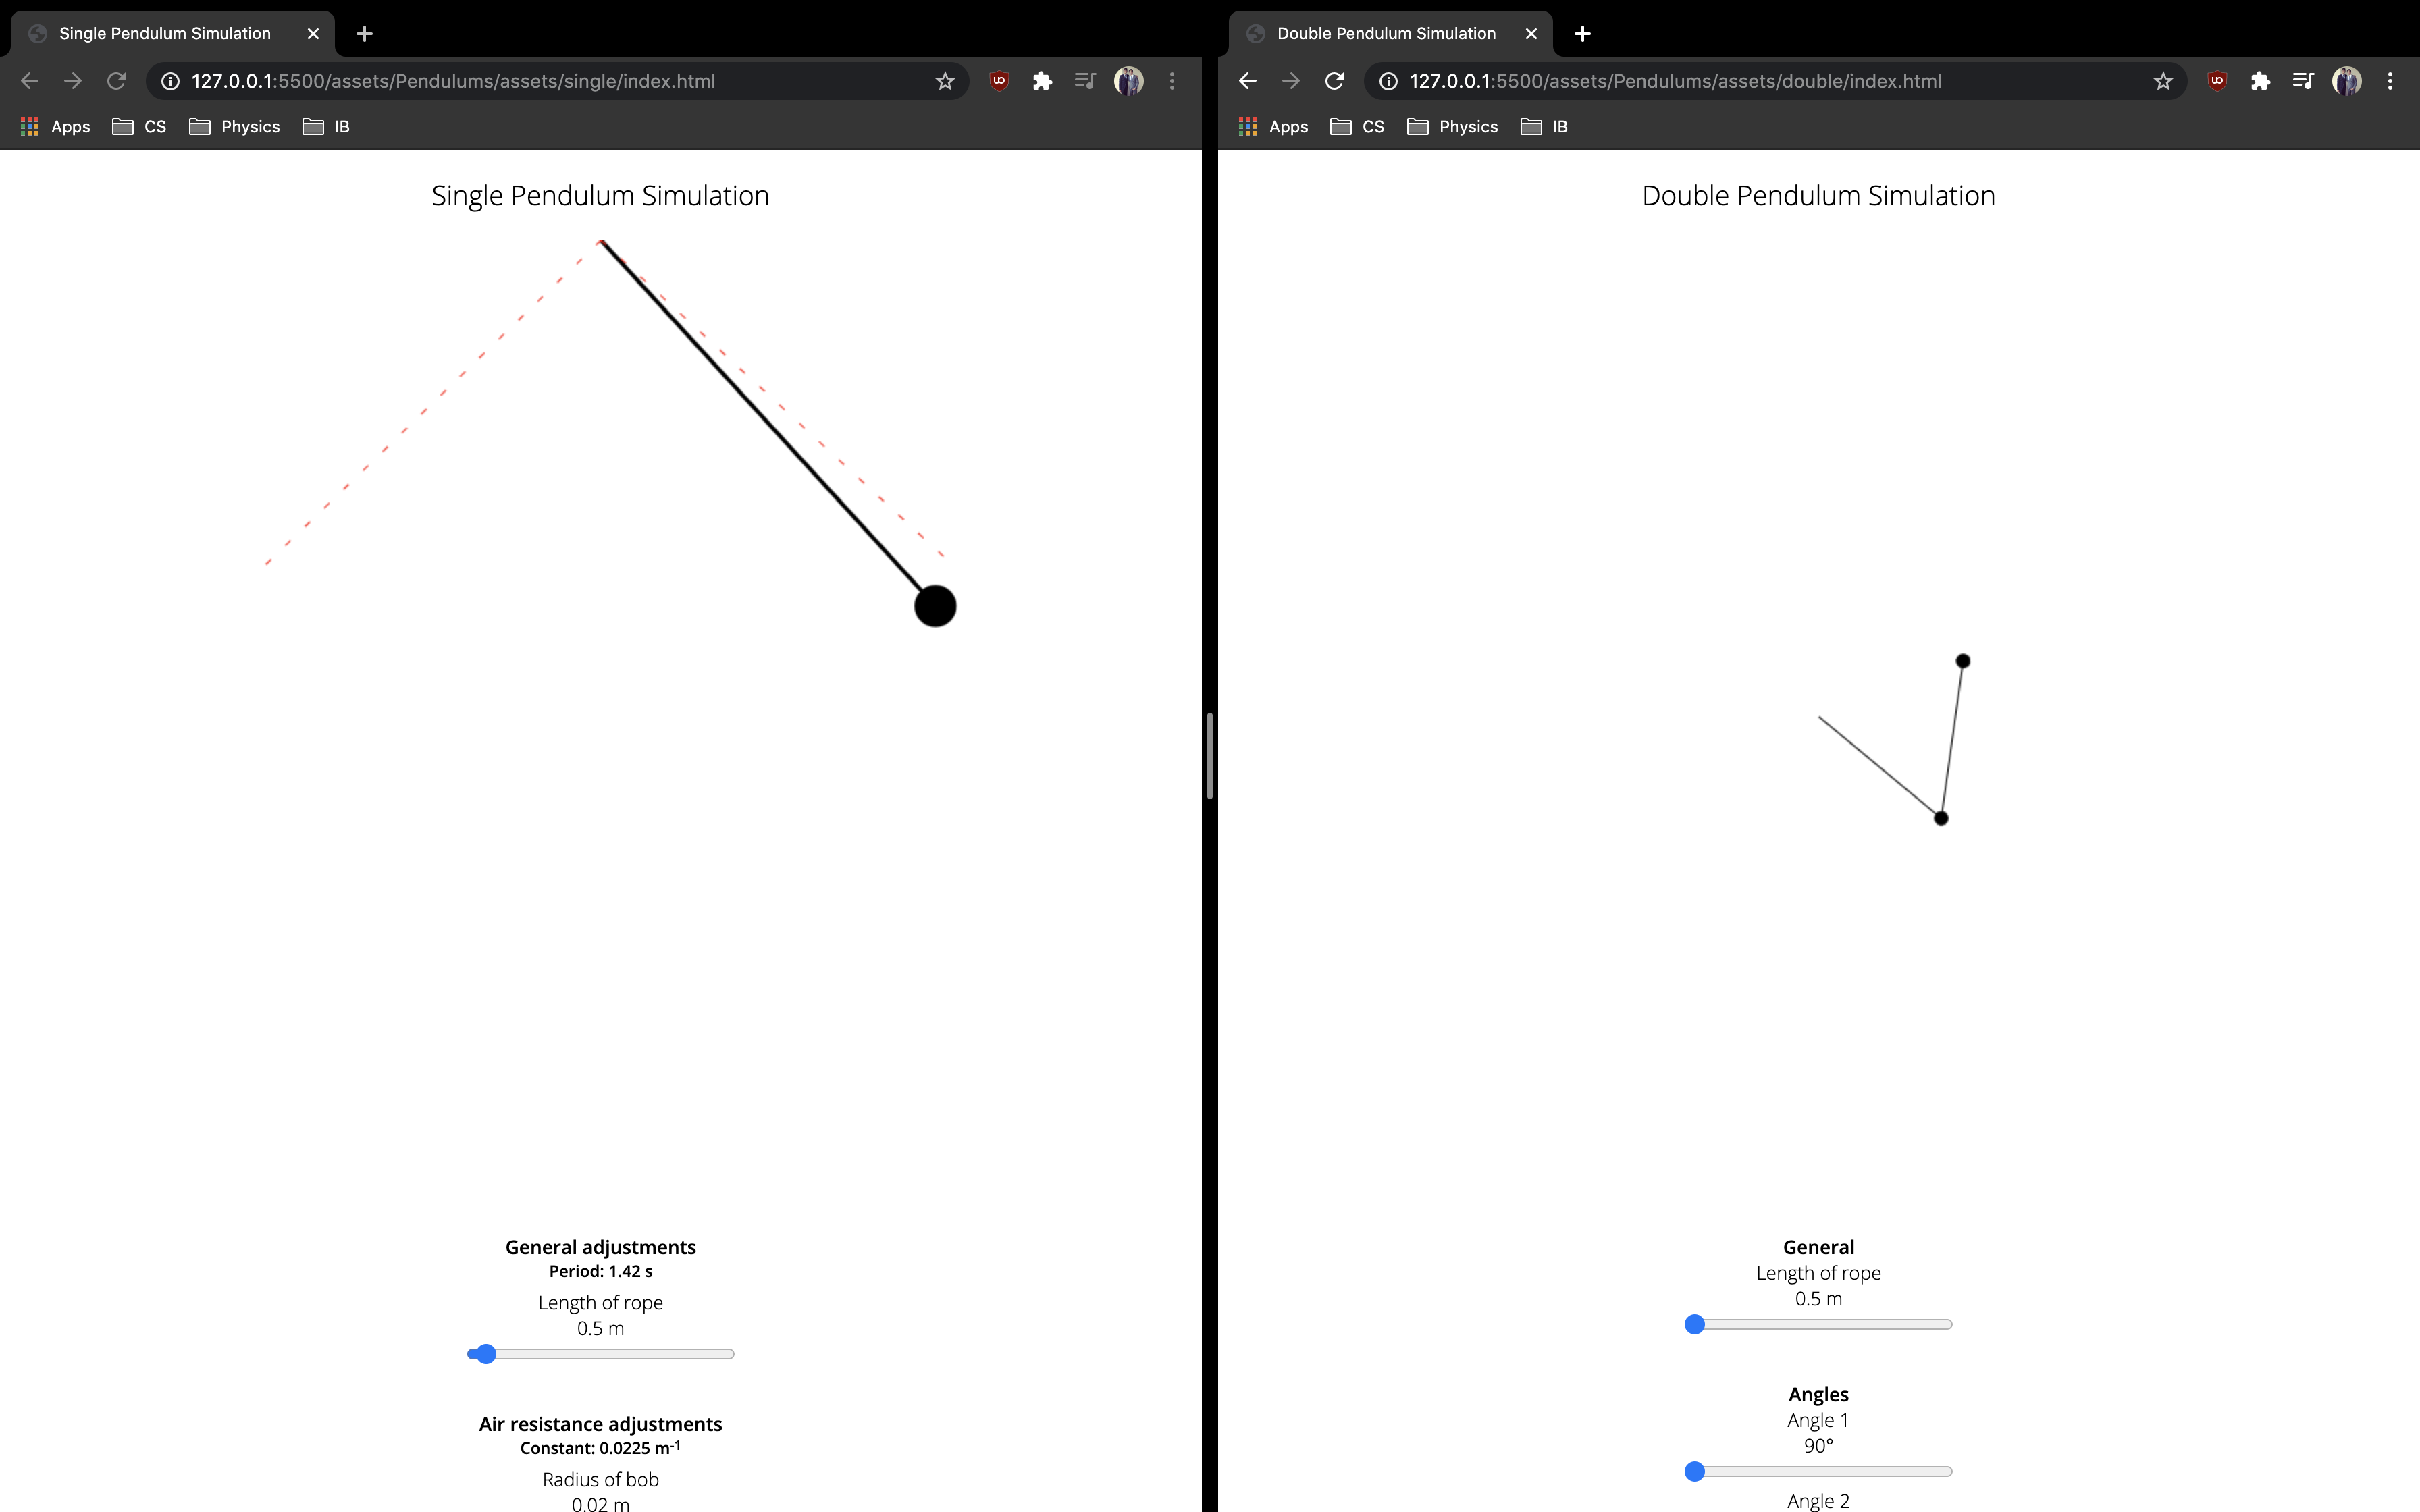 Single Pendulum Simulation
127.0.0.1:5500/assets/Pendulums/assets/single/index.html
Apps CS Physics IB
Single Pendulum Simulation
General adjustments
Period: 1.42 s
Length of rope
0.5 m
Air resistance adjustments
Constant: 0.0225 m-1
Radius of bob
0.02 m
Double Pendulum Simulation
127.0.0.1:5500/assets/Pendulums/assets/double/index.html
Apps CS Physics IB
Double Pendulum Simulation
General
Length of rope
0.5 m
Angles
Angle 1
90°
Angle 2